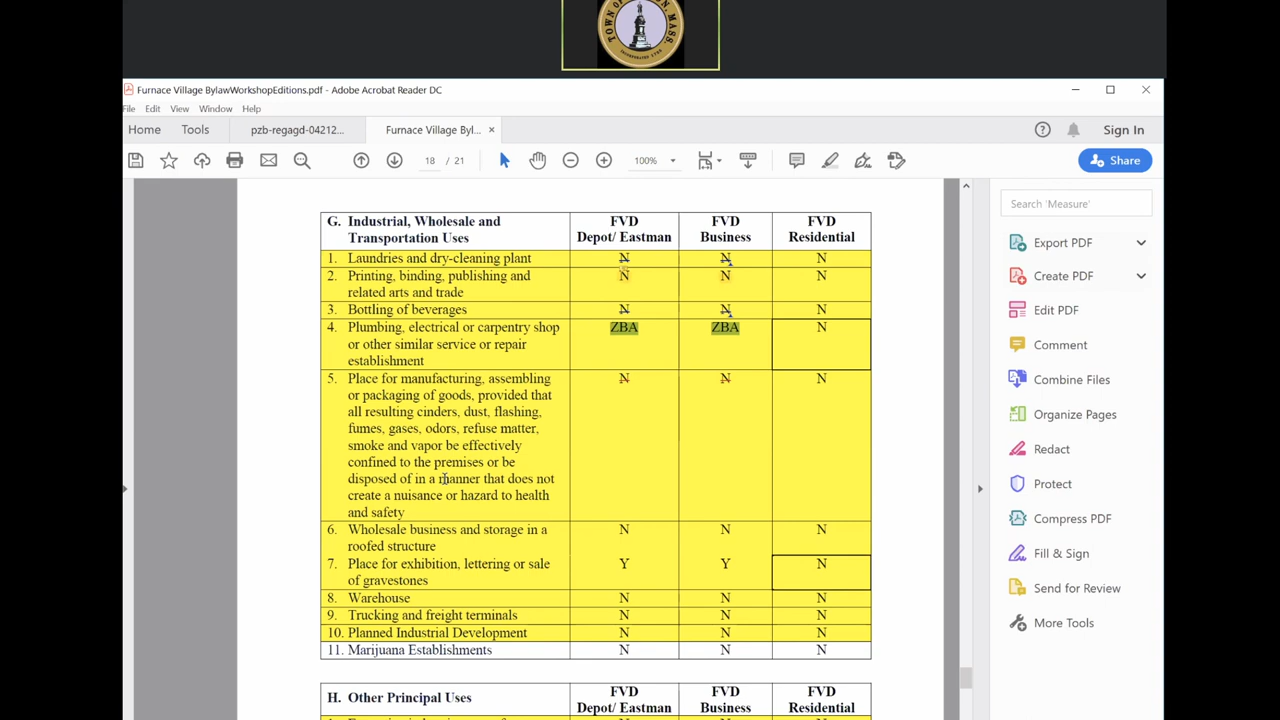 TOWN OF
MASS
Furnace Village BylawWorkshopEditions.pdf - Adobe Acrobat Reader DC
File Edit View Window Help
Home Tools pzb-regagd-04212... Furnace Village Byl... Sign In
18 / 21 100% Share
Search 'Measure'
Export PDF
Create PDF
Edit PDF
Comment
Combine Files
Organize Pages
Redact
Protect
Compress PDF
Fill & Sign
Send for Review
More Tools
G. Industrial, Wholesale and FVD FVD FVD
Transportation Uses Depot/ Eastman Business Residential
1. Laundries and dry-cleaning plant N N N
2. Printing, binding, publishing and N N N
related arts and trade
3. Bottling of beverages N N N
4. Plumbing, electrical or carpentry shop ZBA ZBA N
or other similar service or repair
establishment
5. Place for manufacturing, assembling N N N
or packaging of goods, provided that
all resulting cinders, dust, flashing,
fumes, gases, odors, refuse matter,
smoke and vapor be effectively
confined to the premises or be
disposed of in a manner that does not
create a nuisance or hazard to health
and safety
6. Wholesale business and storage in a N N N
roofed structure
7. Place for exhibition, lettering or sale Y Y N
of gravestones
8. Warehouse N N N
9. Trucking and freight terminals N N N
10. Planned Industrial Development N N N
11. Marijuana Establishments N N N
H. Other Principal Uses FVD FVD FVD
Depot/ Eastman Business Residential